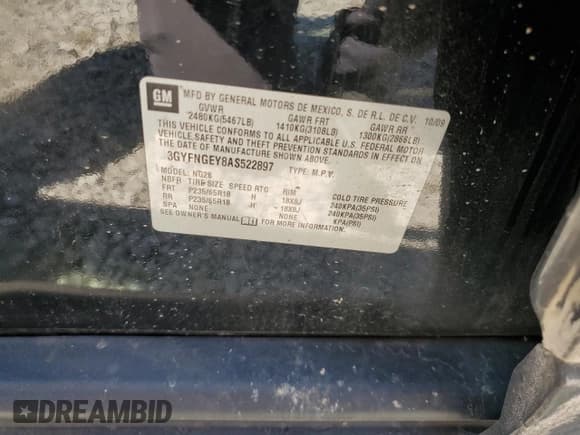 GM
MFD BY GENERAL MOTORS DE MEXICO, S. DE R.L. DE C.V. 10/09
GVWR GAWR FRT GAWR RR
2480KG(5467LB) 1410KG(3108LB) 1300KG(2866LB)
THIS VEHICLE CONFORMS TO ALL APPLICABLE U.S. FEDERAL MOTOR
VEHICLE SAFETY AND THEFT PREVENTION STANDARDS IN EFFECT ON
THE DATE OF MANUFACTURE SHOWN ABOVE.
3GYFNGEY8AS522897 TYPE: M.P.V.
MODEL: NG26
NBFR TIRE SIZE SPEED RTG RIM COLD TIRE PRESSURE
FRT P235/65R18 H 18X8J 240KPA(35PSI)
RR P235/65R18 H 18X8J 240KPA(35PSI)
SPA NONE NONE KPA(PSI)
SEE OWNER'S MANUAL FOR MORE INFORMATION.
DREAMBID